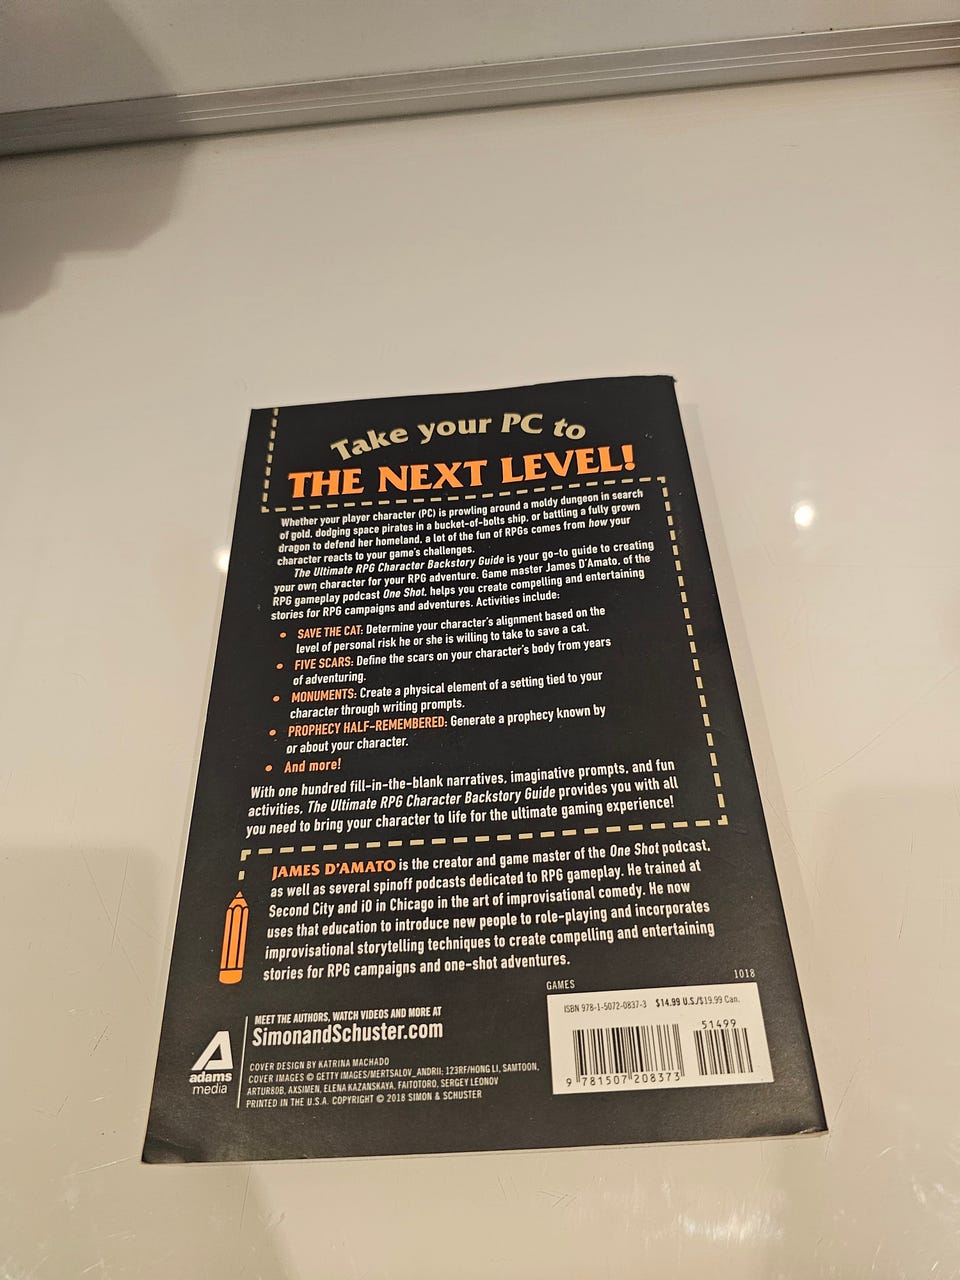 Take your PC to
THE NEXT LEVEL!
Whether your player character (PC) is prowling around a moldy dungeon in search
of gold, dodging space pirates in a bucket-of-bolts ship, or battling a fully grown
dragon to defend her homeland, a lot of the fun of RPGs comes from how your
character reacts to your game's challenges.
The Ultimate RPG Character Backstory Guide is your go-to guide to creating
your own character for your RPG adventure. Game master James D'Amato, of the
RPG gameplay podcast One Shot, helps you create compelling and entertaining
stories for RPG campaigns and adventures. Activities include:
• SAVE THE CAT: Determine your character's alignment based on the
level of personal risk he or she is willing to take to save a cat.
• FIVE SCARS: Define the scars on your character's body from years
of adventuring.
• MONUMENTS: Create a physical element of a setting tied to your
character through writing prompts.
• PROPHECY HALF-REMEMBERED: Generate a prophecy known by
or about your character.
• And more!
With one hundred fill-in-the-blank narratives, imaginative prompts, and fun
activities, The Ultimate RPG Character Backstory Guide provides you with all
you need to bring your character to life for the ultimate gaming experience!
JAMES D'AMATO is the creator and game master of the One Shot podcast,
as well as several spinoff podcasts dedicated to RPG gameplay. He trained at
Second City and iO in Chicago in the art of improvisational comedy. He now
uses that education to introduce new people to role-playing and incorporates
improvisational storytelling techniques to create compelling and entertaining
stories for RPG campaigns and one-shot adventures.
adams
media
MEET THE AUTHORS, WATCH VIDEOS AND MORE AT
SimonandSchuster.com
COVER DESIGN BY KATRINA MACHADO
COVER IMAGES © GETTY IMAGES/MERTSALOV_ANDRII; 123RF/HONG LI, SAMTOON,
ARTUR80B, AXSIMEN, ELENA KAZANSKAYA, FAITOTORO, SERGEY LEONOV
PRINTED IN THE U.S.A. COPYRIGHT © 2018 SIMON & SCHUSTER
GAMES
1018
ISBN 978-1-5072-0837-3 $14.99 U.S./$19.99 Can.
51499
9 781507 208373